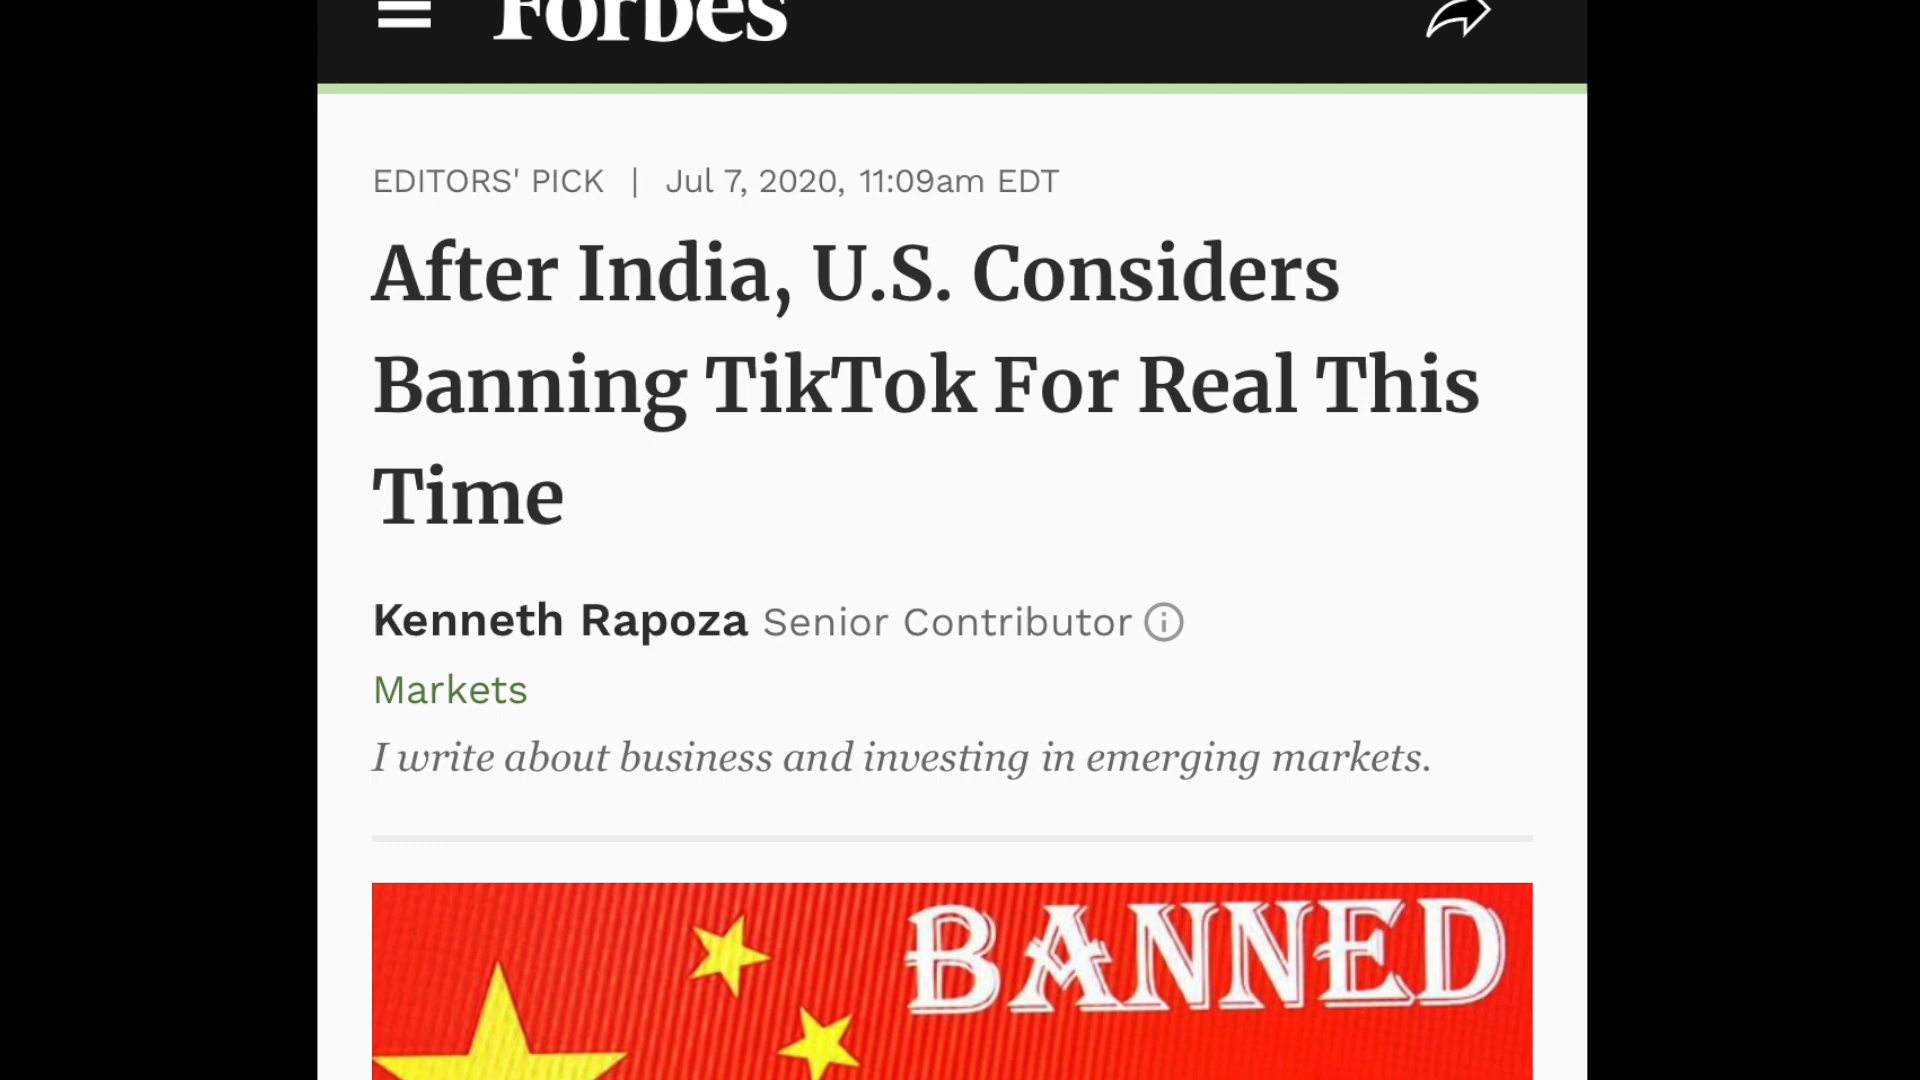 Forbes
EDITORS' PICK | Jul 7, 2020, 11:09am EDT
After India, U.S. Considers
Banning TikTok For Real This
Time
Kenneth Rapoza Senior Contributor
Markets
I write about business and investing in emerging markets.
BANNED